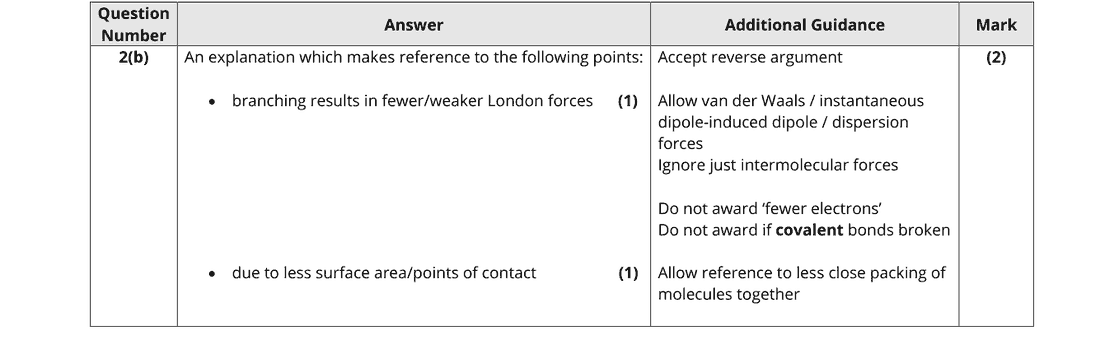 Question
Number
Answer
Additional Guidance
Mark
2(b)
An explanation which makes reference to the following points:
Accept reverse argument
(2)
• branching results in fewer/weaker London forces (1)
Allow van der Waals / instantaneous
dipole-induced dipole / dispersion
forces
Ignore just intermolecular forces
Do not award ‘fewer electrons’
Do not award if covalent bonds broken
• due to less surface area/points of contact (1)
Allow reference to less close packing of
molecules together